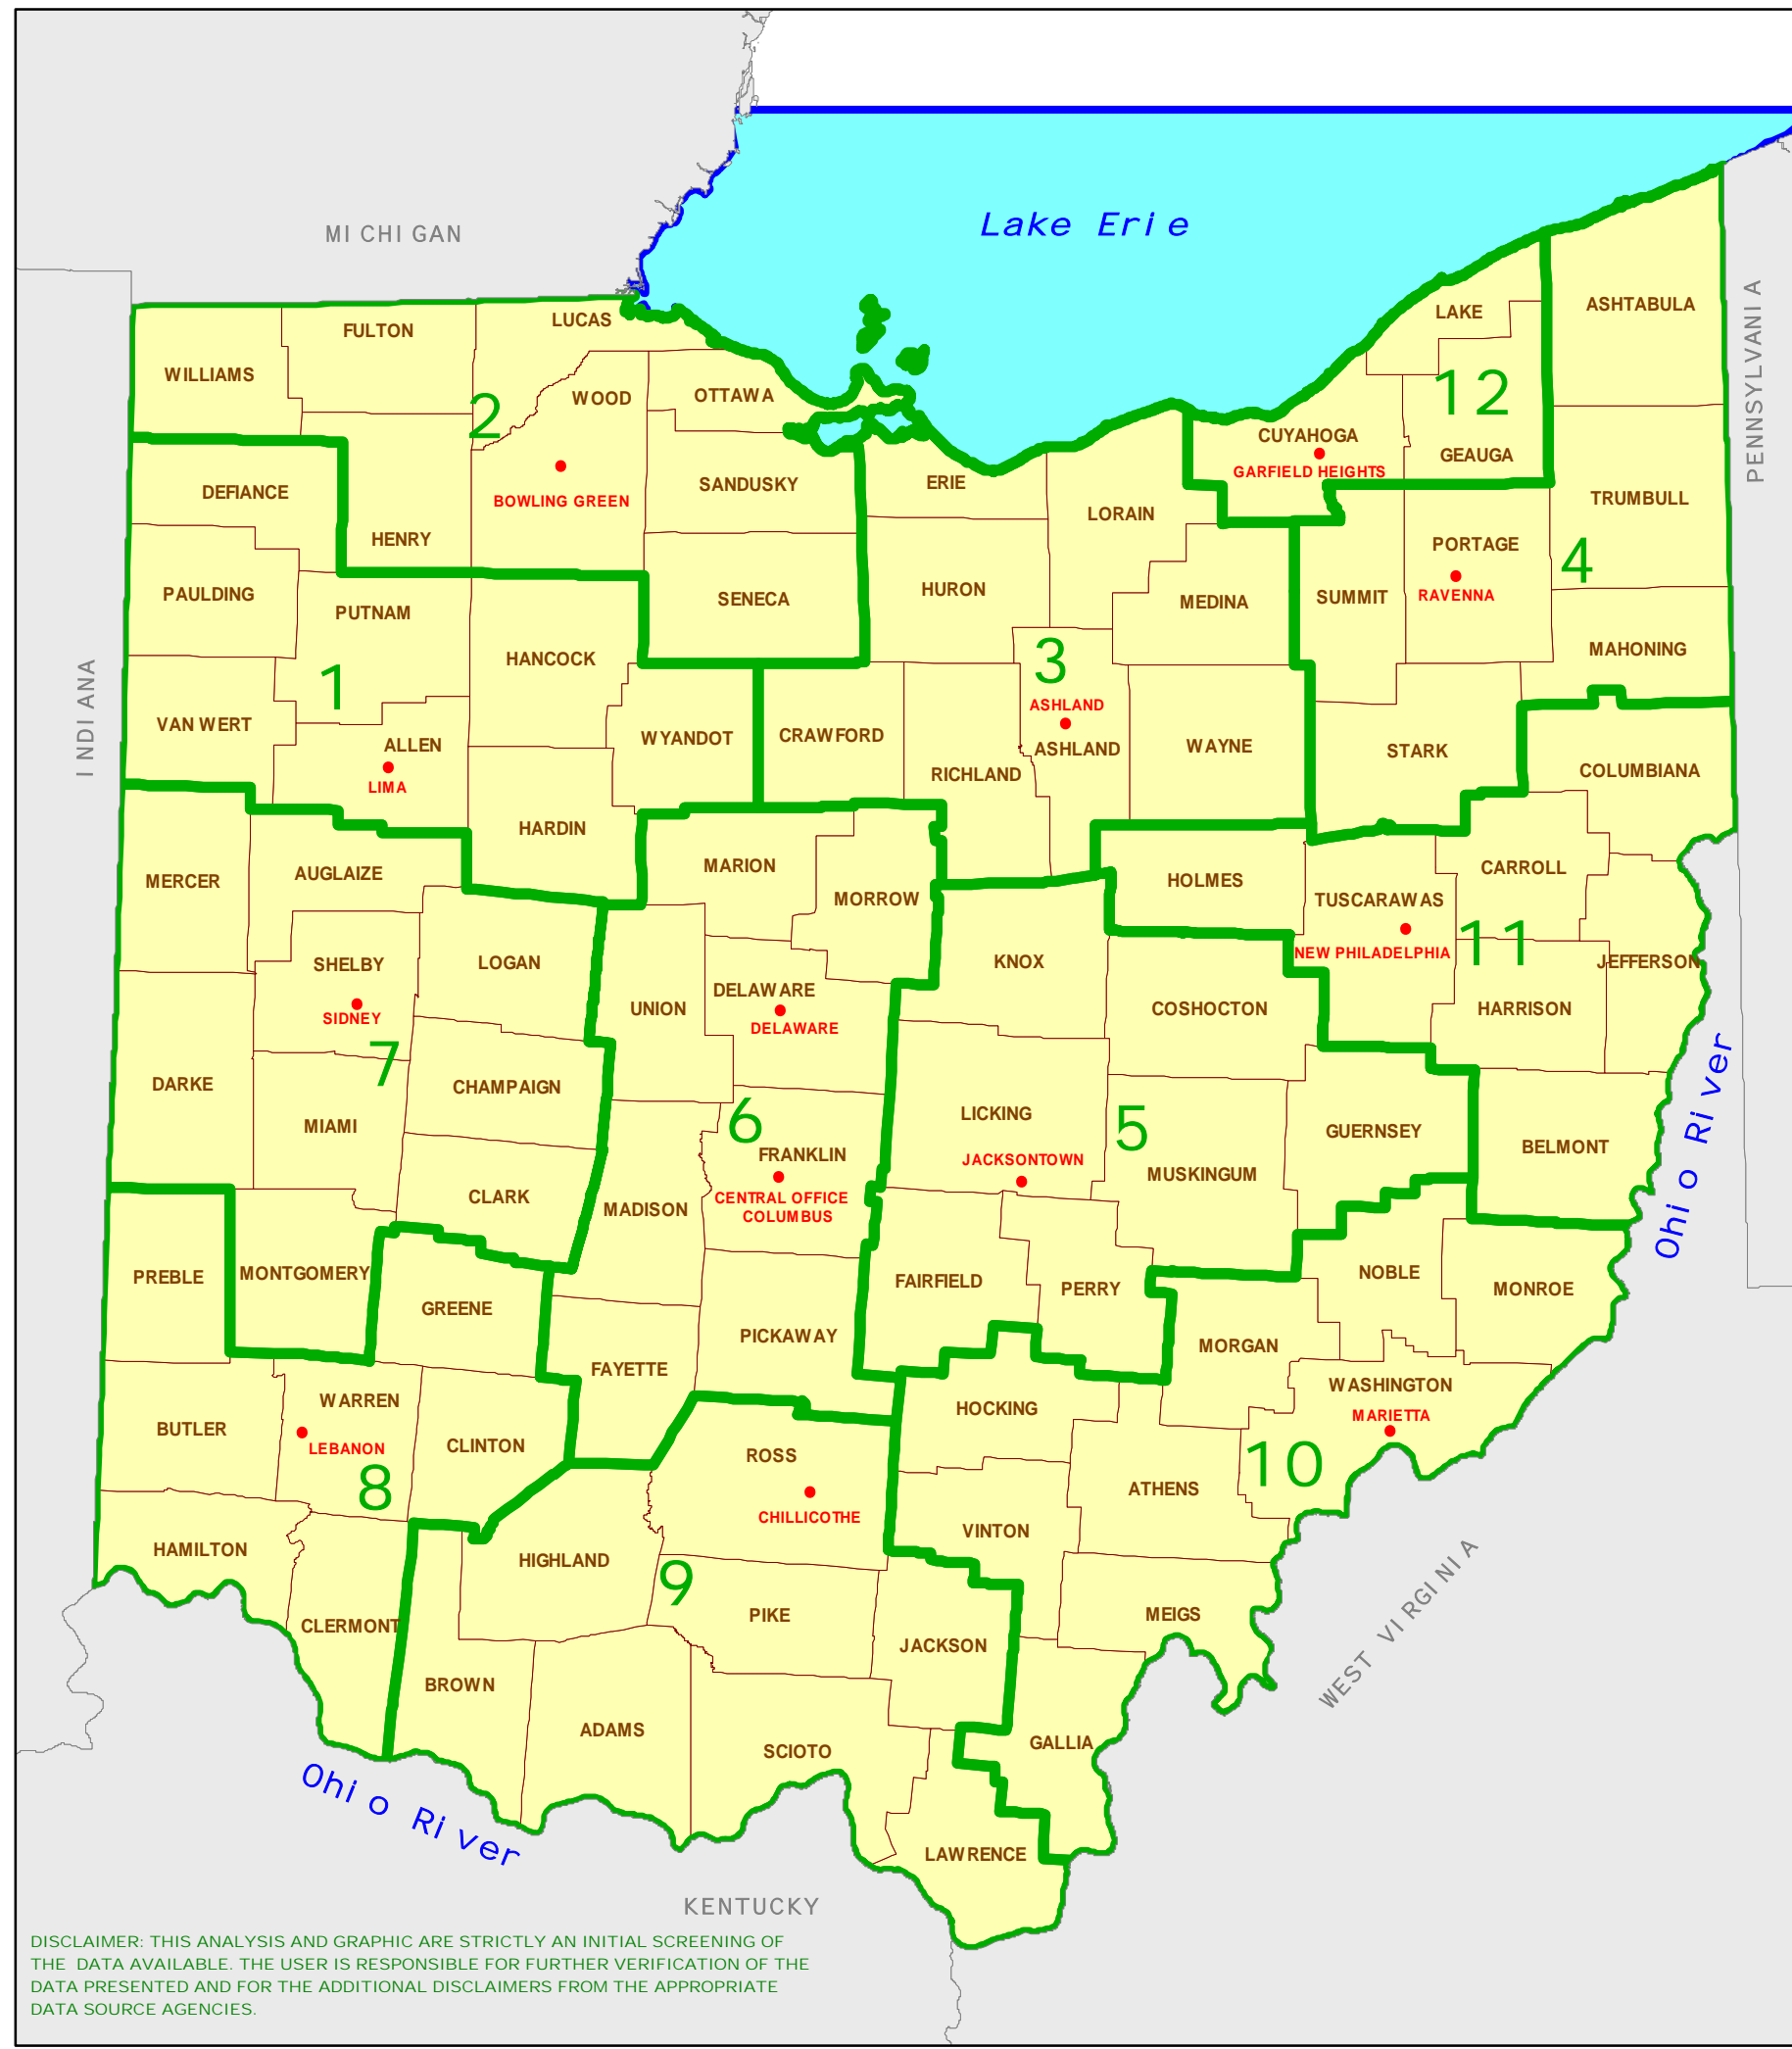 MICHIGAN
Lake Erie
PENNSYLVANIA
INDIANA
LAKE
ASHTABULA
FULTON
LUCAS
WILLIAMS
WOOD
OTTAWA
12
2
CUYAHOGA
GEAUGA
GARFIELD HEIGHTS
BOWLING GREEN
SANDUSKY
ERIE
DEFIANCE
LORAIN
TRUMBULL
HENRY
PORTAGE
4
PAULDING
PUTNAM
SENECA
HURON
MEDINA
SUMMIT
RAVENNA
HANCOCK
3
MAHONING
1
ASHLAND
VAN WERT
ALLEN
WYANDOT
CRAWFORD
ASHLAND
WAYNE
STARK
LIMA
RICHLAND
COLUMBIANA
HARDIN
MERCER
AUGLAIZE
MARION
MORROW
HOLMES
CARROLL
TUSCARAWAS
11
NEW PHILADELPHIA
SHELBY
LOGAN
KNOX
JEFFERSON
SIDNEY
UNION
DELAWARE
DELAWARE
COSHOCTON
HARRISON
7
DARKE
CHAMPAIGN
MIAMI
6
LICKING
5
GUERNSEY
BELMONT
Ohio River
FRANKLIN
JACKSONTOWN
MUSKINGUM
CLARK
MADISON
CENTRAL OFFICE
COLUMBUS
PREBLE
MONTGOMERY
GREENE
FAIRFIELD
PERRY
NOBLE
MONROE
PICKAWAY
MORGAN
FAYETTE
WASHINGTON
MARIETTA
BUTLER
WARREN
LEBANON
CLINTON
HOCKING
ROSS
10
8
CHILLICOTHE
ATHENS
VINTON
HAMILTON
HIGHLAND
9
PIKE
MEIGS
CLERMONT
JACKSON
WEST VIRGINIA
BROWN
ADAMS
SCIOTO
GALLIA
Ohio River
LAWRENCE
KENTUCKY
DISCLAIMER: THIS ANALYSIS AND GRAPHIC ARE STRICTLY AN INITIAL SCREENING OF
THE DATA AVAILABLE. THE USER IS RESPONSIBLE FOR FURTHER VERIFICATION OF THE
DATA PRESENTED AND FOR THE ADDITIONAL DISCLAIMERS FROM THE APPROPRIATE
DATA SOURCE AGENCIES.